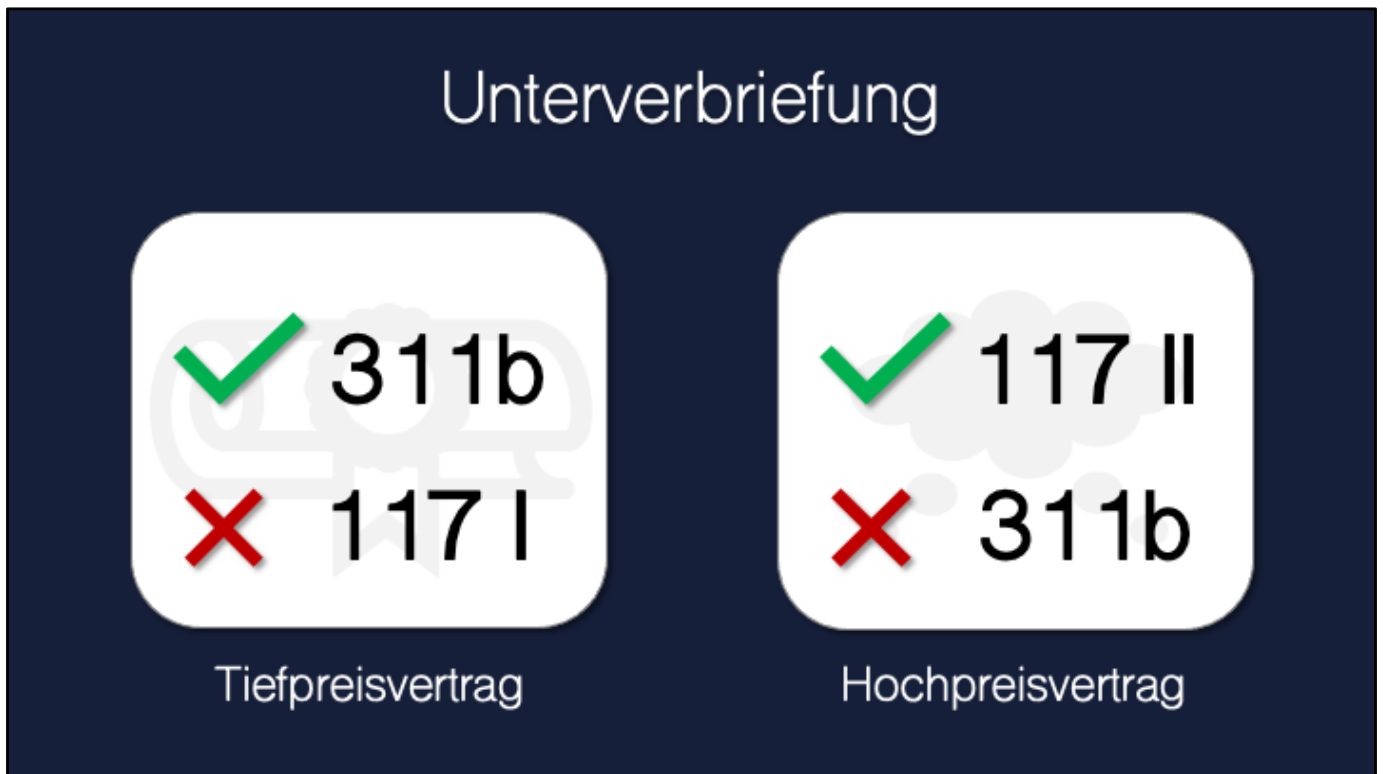 Unterverbriefung
311b
117 I
Tiefpreisvertrag
117 II
311b
Hochpreisvertrag